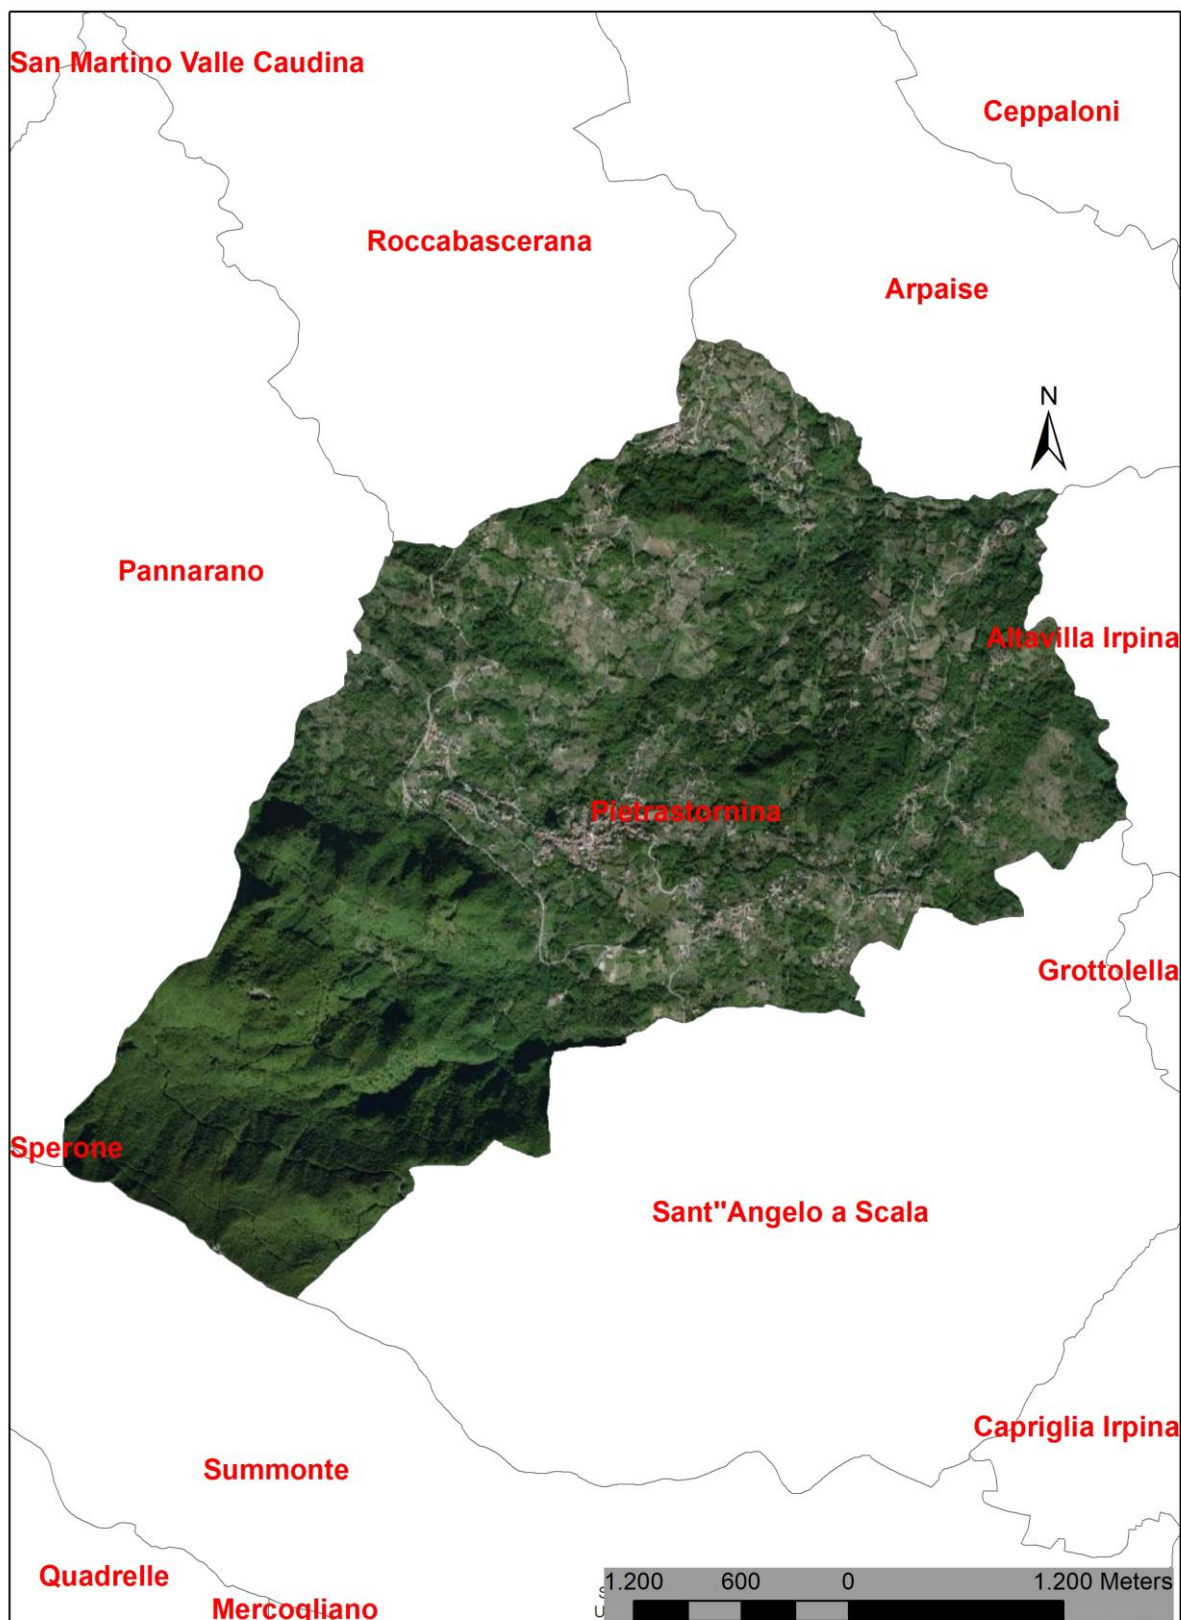 San Martino Valle Caudina
Ceppaloni
Roccabascerana
Arpaise
N
Pannarano
Altavilla Irpina
Pietrastornina
Grottolella
Sperone
Sant"Angelo a Scala
Capriglia Irpina
Summonte
Quadrelle
Mercogliano
1.200 600 0 1.200 Meters